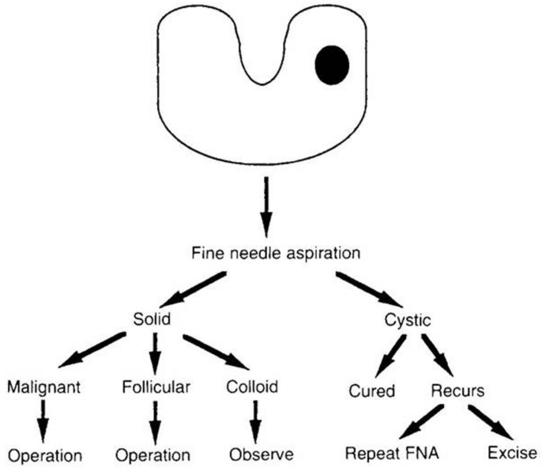 Fine needle aspiration
Solid
Cystic
Malignant
Follicular
Colloid
Cured
Recurs
Operation
Operation
Observe
Repeat FNA
Excise